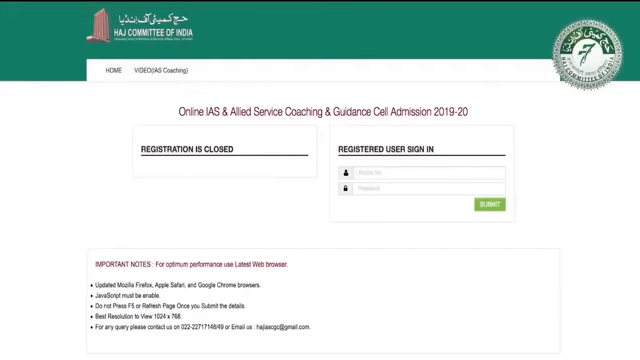 حج کمیٹی آف انڈیا
HAJ COMMITTEE OF INDIA
HOME VIDEO(IAS Coaching)
Online IAS & Allied Service Coaching & Guidance Cell Admission 2019-20
REGISTRATION IS CLOSED
REGISTERED USER SIGN IN
Mobile No
Password
SUBMIT
IMPORTANT NOTES : For optimum performance use Latest Web browser.
Updated Mozilla Firefox, Apple Safari, and Google Chrome browsers.
JavaScript must be enable.
Do not Press F5 or Refresh Page Once you Submit the details.
Best Resolution to View 1024 x 768.
For any query please contact us on 022-22717148/49 or Email us : hajiascgc@gmail.com.